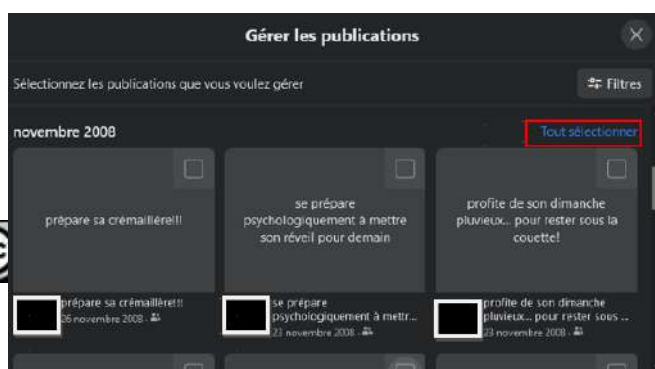 Gérer les publications
Sélectionnez les publications que vous voulez gérer
Filtres
novembre 2008
Tout sélectionner
prépare sa crémaillère!!!
se prépare
psychologiquement à mettre
son réveil pour demain
profite de son dimanche
pluvieux... pour rester sous la
couette!
prépare sa crémaillère!!!
26 novembre 2008
se prépare
psychologiquement à mettr...
23 novembre 2008
profite de son dimanche
pluvieux... pour rester sous ...
23 novembre 2008